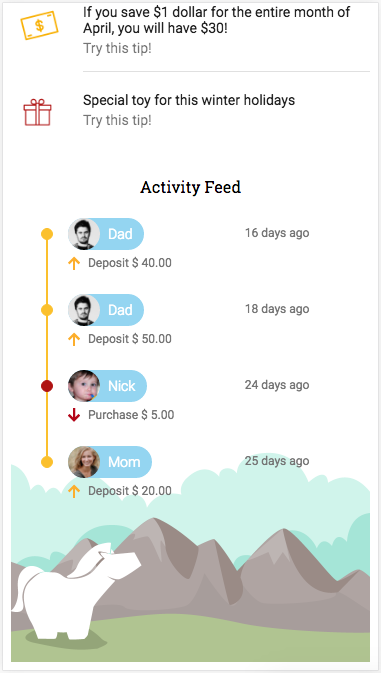 If you save $1 dollar for the entire month of
April, you will have $30!
Try this tip!
Special toy for this winter holidays
Try this tip!
Activity Feed
Dad 16 days ago
Deposit $ 40.00
Dad 18 days ago
Deposit $ 50.00
Nick 24 days ago
Purchase $ 5.00
Mom 25 days ago
Deposit $ 20.00